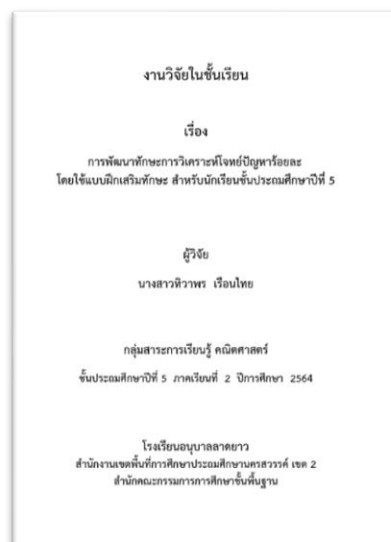 งานวิจัยในชั้นเรียน
เรื่อง
การพัฒนาทักษะการวิเคราะห์โจทย์ปัญหาร้อยละ
โดยใช้แบบฝึกเสริมทักษะ สำหรับนักเรียนชั้นประถมศึกษาปีที่ 5
ผู้วิจัย
นางสาวทิวาพร เรือนไทย
กลุ่มสาระการเรียนรู้ คณิตศาสตร์
ชั้นประถมศึกษาปีที่ 5 ภาคเรียนที่ 2 ปีการศึกษา 2564
โรงเรียนอนุบาลลาดยาว
สำนักงานเขตพื้นที่การศึกษาประถมศึกษานครสวรรค์ เขต 2
สำนักคณะกรรมการการศึกษาขั้นพื้นฐาน